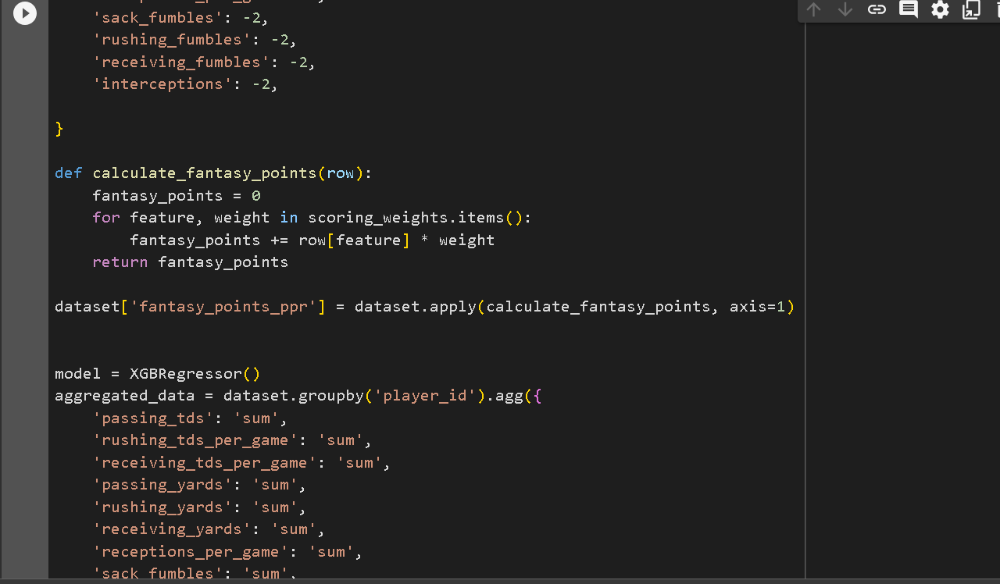 'sack_fumbles': -2,
'rushing_fumbles': -2,
'receiving_fumbles': -2,
'interceptions': -2,
}
def calculate_fantasy_points(row):
fantasy_points = 0
for feature, weight in scoring_weights.items():
fantasy_points += row[feature] * weight
return fantasy_points
dataset['fantasy_points_ppr'] = dataset.apply(calculate_fantasy_points, axis=1)
model = XGBRegressor()
aggregated_data = dataset.groupby('player_id').agg({
'passing_tds': 'sum',
'rushing_tds_per_game': 'sum',
'receiving_tds_per_game': 'sum',
'passing_yards': 'sum',
'rushing_yards': 'sum',
'receiving_yards': 'sum',
'receptions_per_game': 'sum',
'sack_fumbles': 'sum',